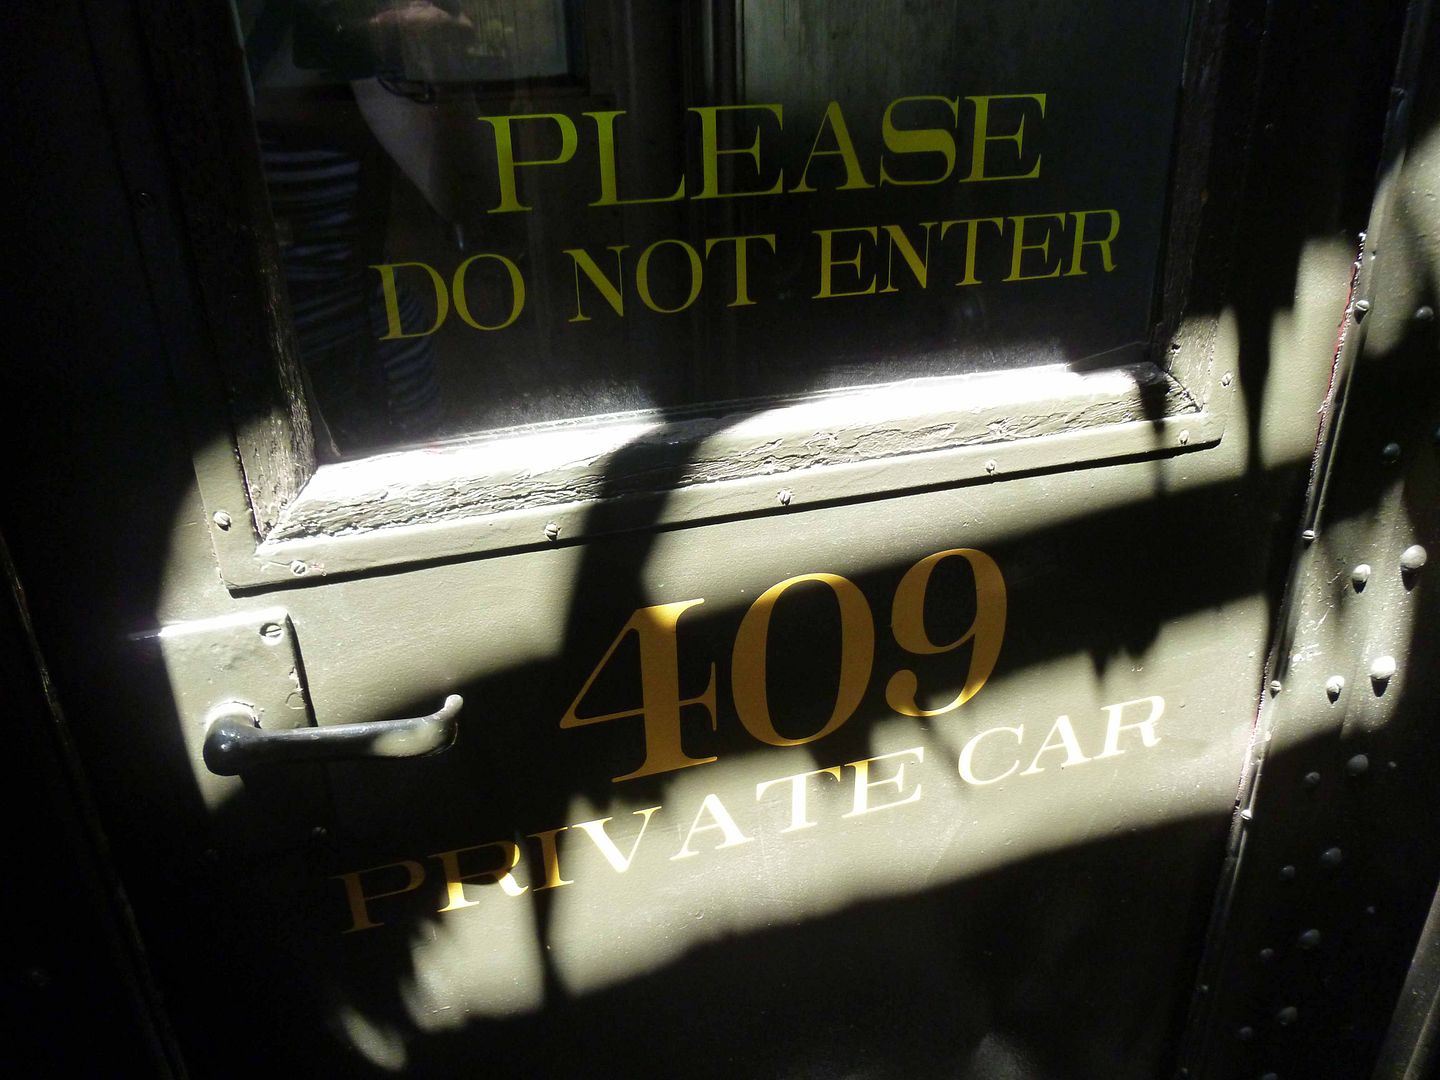 PLEASE
DO NOT ENTER
409
PRIVATE CAR